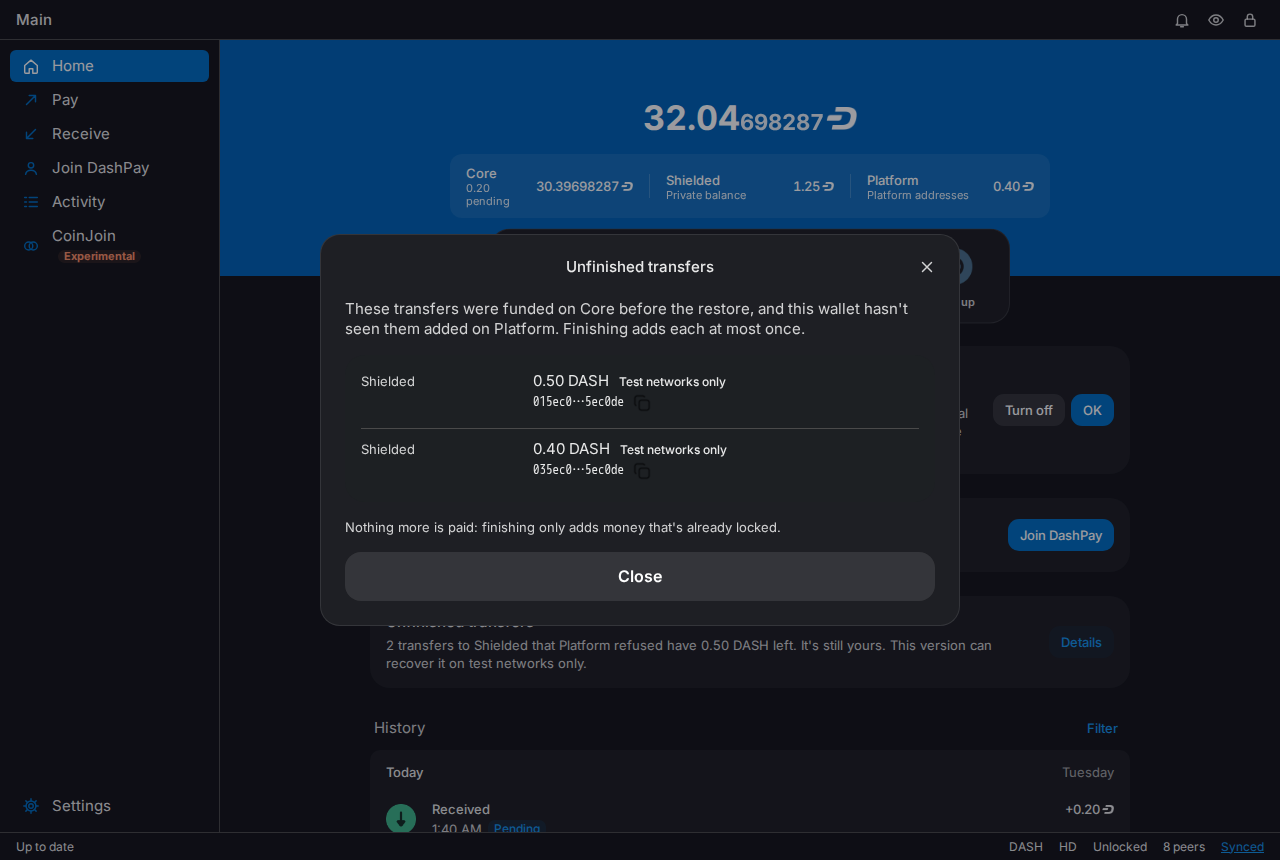 Main
Home
Pay
Receive
Join DashPay
Activity
CoinJoin
Experimental
Settings
32.04698287
Core
0.20
pending
30.39698287
Shielded
Private balance
1.25
Platform
Platform addresses
0.40
up
Unfinished transfers
These transfers were funded on Core before the restore, and this wallet hasn't
seen them added on Platform. Finishing adds each at most once.
Shielded
0.50 DASH Test networks only
015ec0···5ec0de
Shielded
0.40 DASH Test networks only
035ec0···5ec0de
Nothing more is paid: finishing only adds money that's already locked.
Close
Turn off
OK
Join DashPay
2 transfers to Shielded that Platform refused have 0.50 DASH left. It's still yours. This version can
recover it on test networks only.
Details
History
Filter
Today
Tuesday
Received
+0.20
1:40 AM Pending
Up to date
DASH
HD
Unlocked
8 peers
Synced